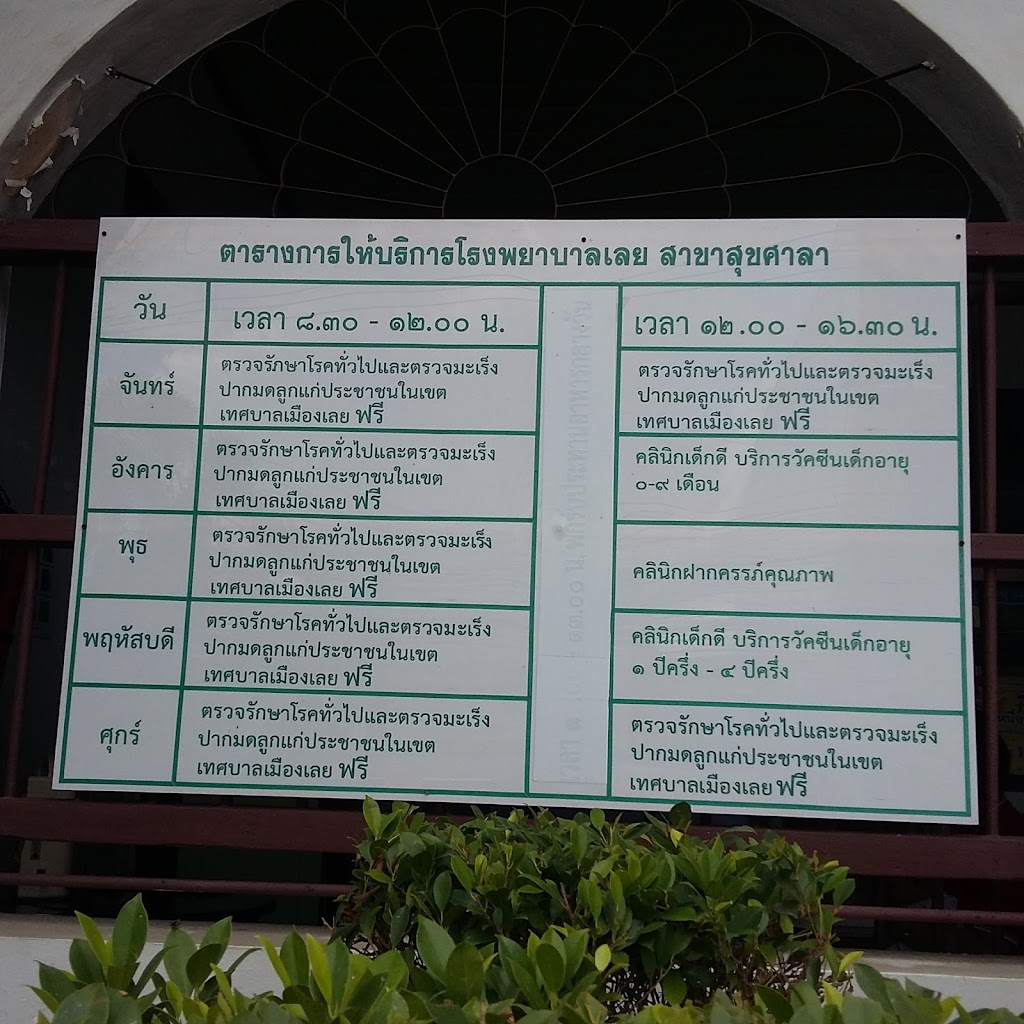 ตารางการให้บริการโรงพยาบาลเลย สาขาสุขศาลา
วัน
เวลา ๘.๓๐ - ๑๒.๐๐ น.
เวลา ๑๒.๐๐ - ๑๖.๓๐ น.
จันทร์
ตรวจรักษาโรคทั่วไปและตรวจมะเร็ง
ปากมดลูกแก่ประชาชนในเขต
เทศบาลเมืองเลย ฟรี
ตรวจรักษาโรคทั่วไปและตรวจมะเร็ง
ปากมดลูกแก่ประชาชนในเขต
เทศบาลเมืองเลย ฟรี
อังคาร
ตรวจรักษาโรคทั่วไปและตรวจมะเร็ง
ปากมดลูกแก่ประชาชนในเขต
เทศบาลเมืองเลย ฟรี
คลินิกเด็กดี บริการวัคซีนเด็กอายุ
๐-๙ เดือน
พุธ
ตรวจรักษาโรคทั่วไปและตรวจมะเร็ง
ปากมดลูกแก่ประชาชนในเขต
เทศบาลเมืองเลย ฟรี
คลินิกฝากครรภ์คุณภาพ
พฤหัสบดี
ตรวจรักษาโรคทั่วไปและตรวจมะเร็ง
ปากมดลูกแก่ประชาชนในเขต
เทศบาลเมืองเลย ฟรี
คลินิกเด็กดี บริการวัคซีนเด็กอายุ
๑ ปีครึ่ง - ๔ ปีครึ่ง
ศุกร์
ตรวจรักษาโรคทั่วไปและตรวจมะเร็ง
ปากมดลูกแก่ประชาชนในเขต
เทศบาลเมืองเลย ฟรี
ตรวจรักษาโรคทั่วไปและตรวจมะเร็ง
ปากมดลูกแก่ประชาชนในเขต
เทศบาลเมืองเลย ฟรี